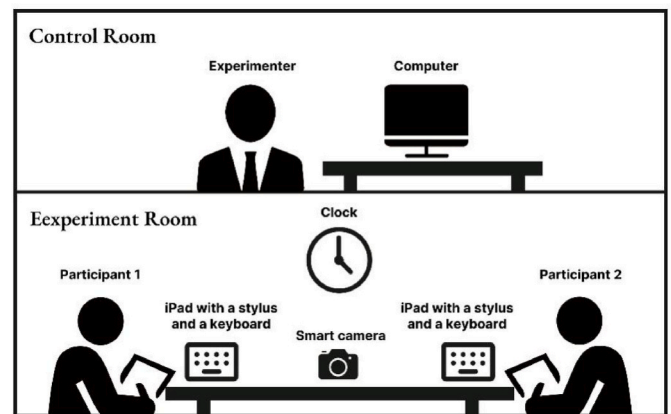 Control Room
Experimenter
Computer
Eexperiment Room
Clock
Participant 1
Participant 2
iPad with a stylus
and a keyboard
iPad with a stylus
and a keyboard
Smart camera